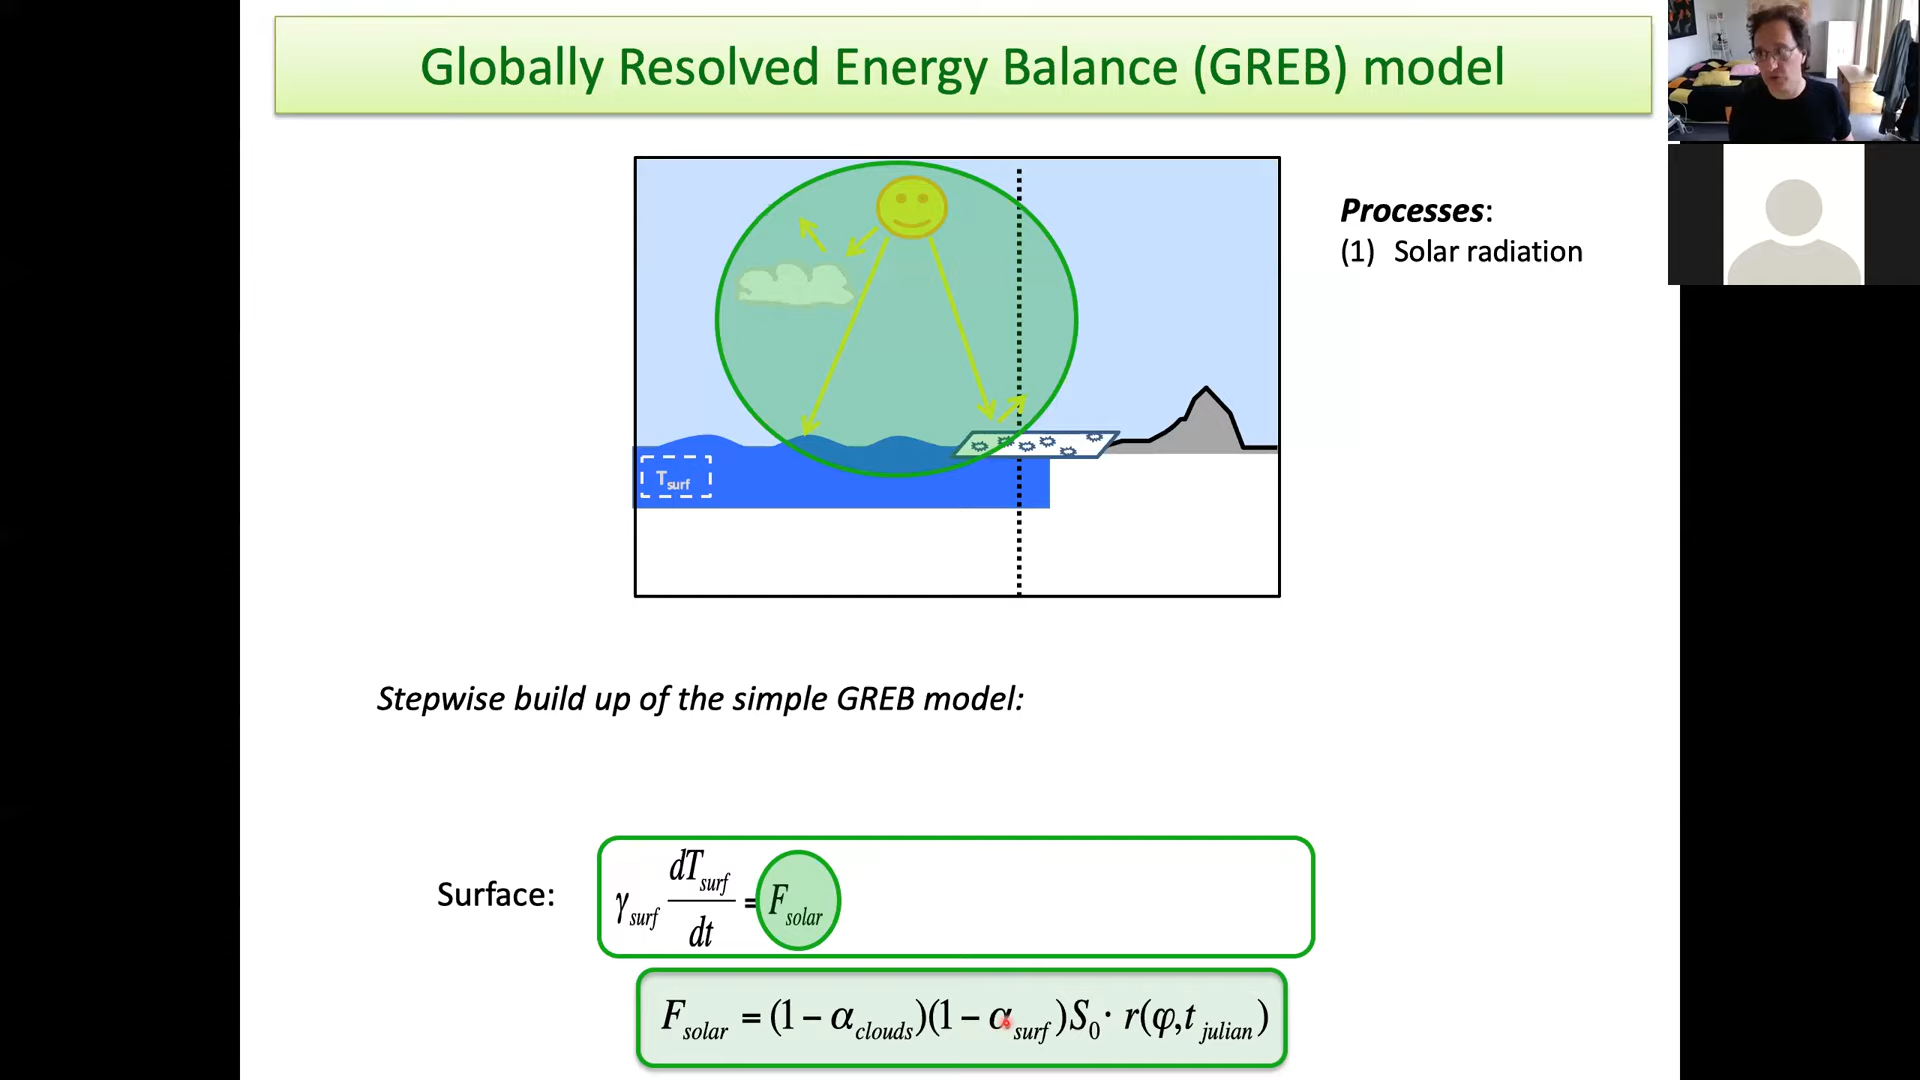 Globally Resolved Energy Balance (GREB) model
Processes:
(1) Solar radiation
T_surf
Stepwise build up of the simple GREB model:
Surface: γ_surf dT_surf/dt = F_solar
F_solar = (1 − α_clouds)(1 − α_surf)S_0 · r(φ,t_julian)